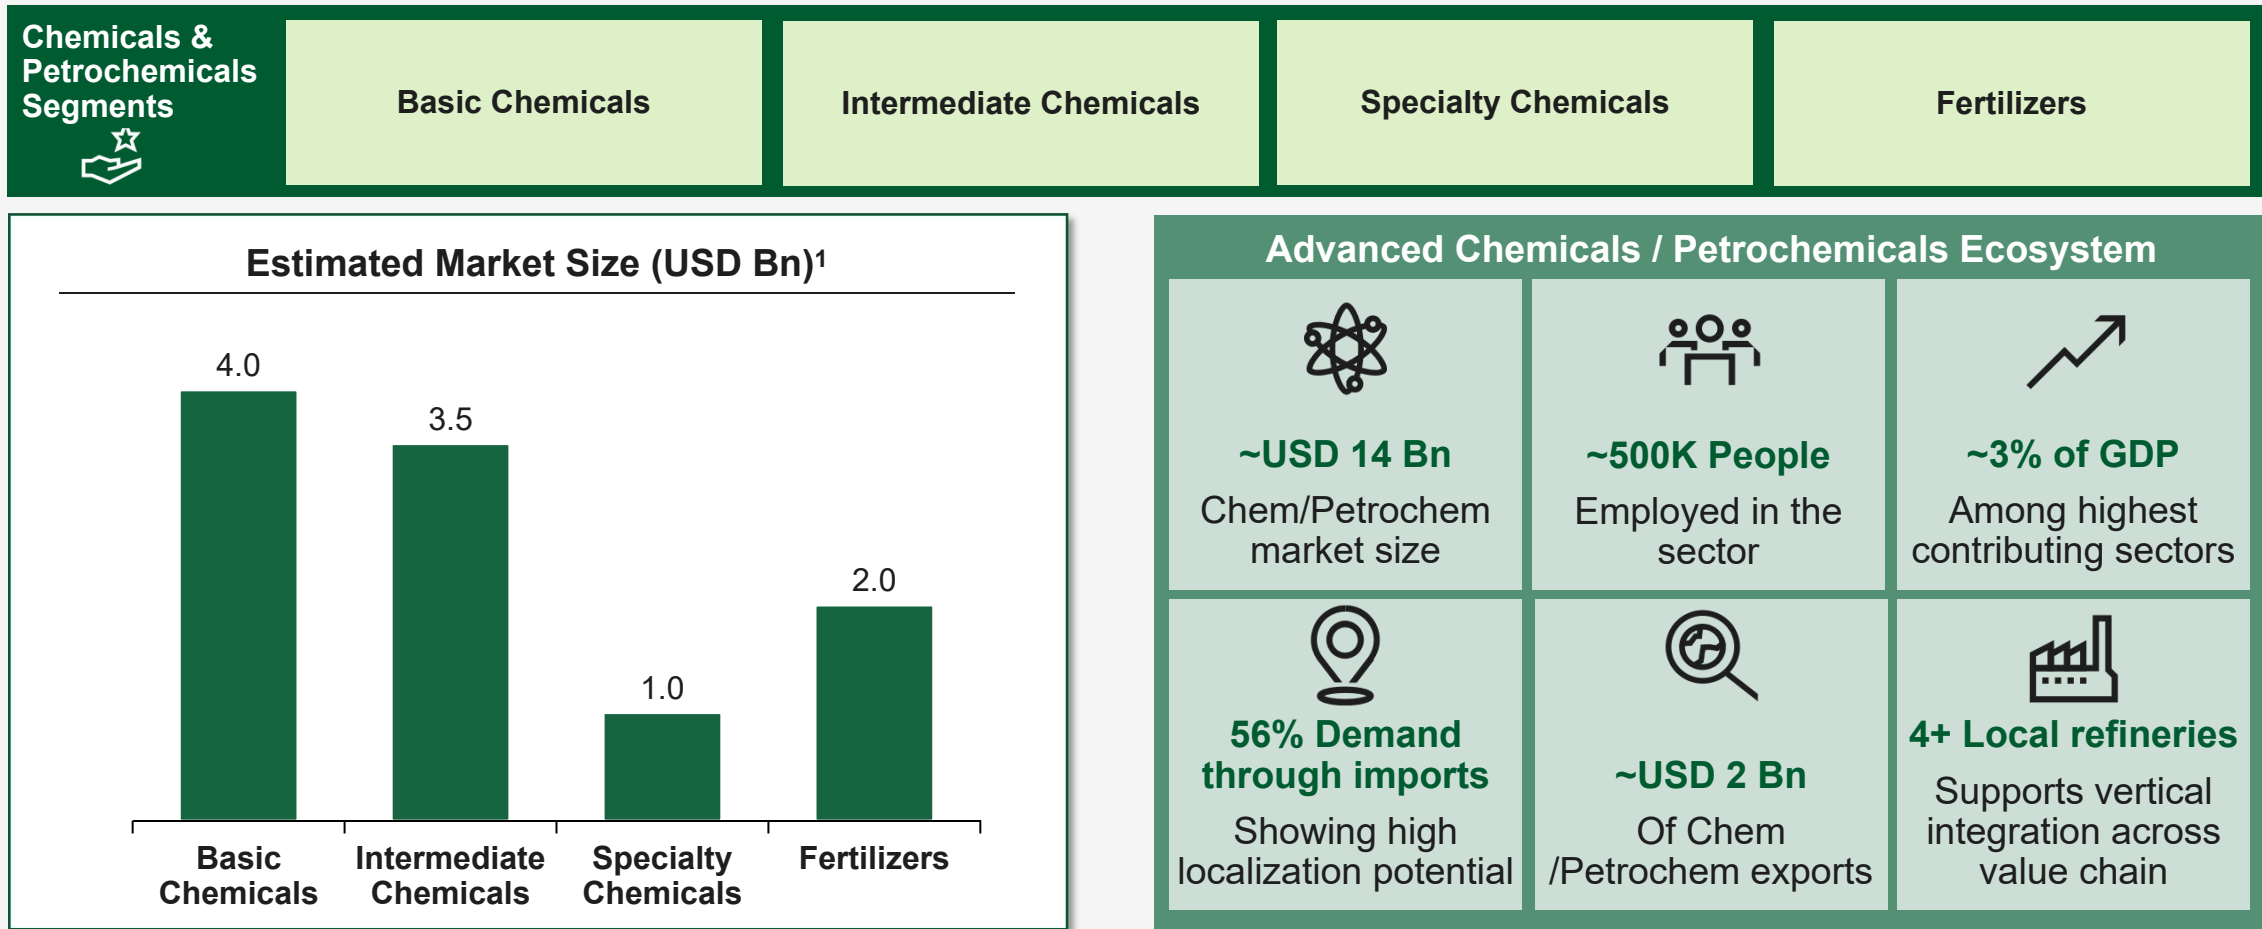 Chemicals &
Petrochemicals
Segments
Basic Chemicals
Intermediate Chemicals
Specialty Chemicals
Fertilizers
Estimated Market Size (USD Bn)¹
4.0
3.5
1.0
2.0
Basic
Chemicals
Intermediate
Chemicals
Specialty
Chemicals
Fertilizers
Advanced Chemicals / Petrochemicals Ecosystem
~USD 14 Bn
Chem/Petrochem
market size
~500K People
Employed in the
sector
~3% of GDP
Among highest
contributing sectors
56% Demand
through imports
Showing high
localization potential
~USD 2 Bn
Of Chem
/Petrochem exports
4+ Local refineries
Supports vertical
integration across
value chain